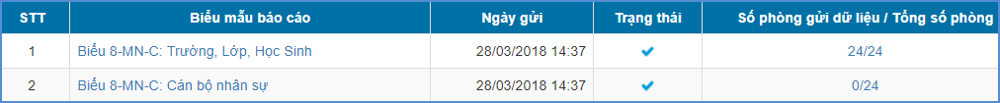 STT Biểu mẫu báo cáo Ngày gửi Trạng thái Số phòng gửi dữ liệu / Tổng số phòng
1 Biểu 8-MN-C: Trường, Lớp, Học Sinh 28/03/2018 14:37 24/24
2 Biểu 8-MN-C: Cán bộ nhân sự 28/03/2018 14:37 0/24